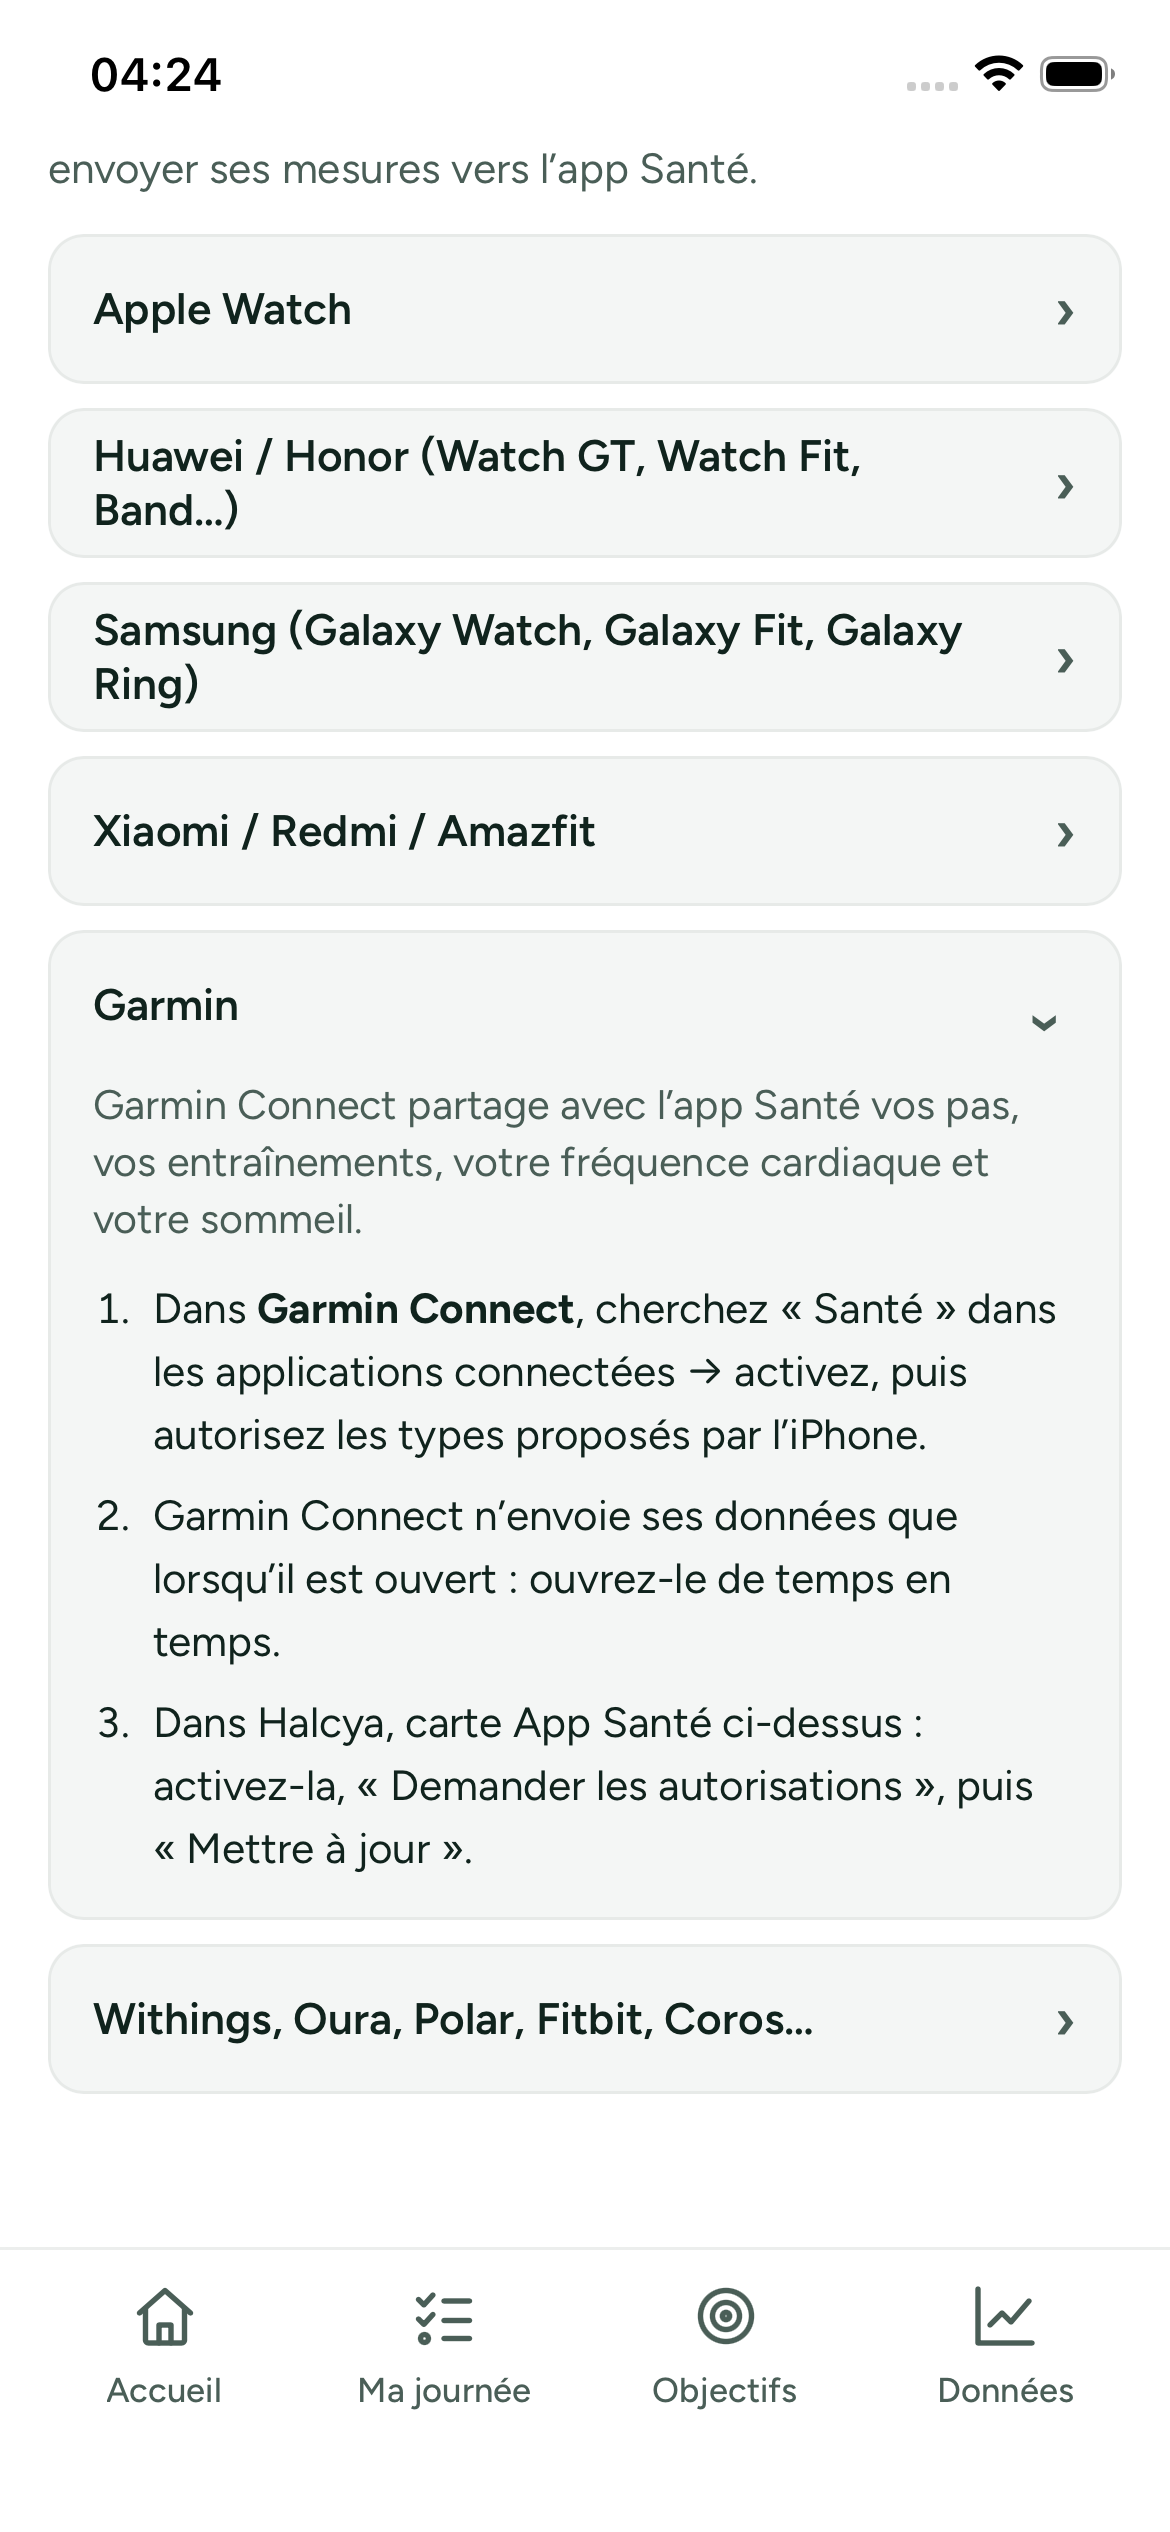 04:24
envoyer ses mesures vers l’app Santé.
Apple Watch
Huawei / Honor (Watch GT, Watch Fit,
Band...)
Samsung (Galaxy Watch, Galaxy Fit, Galaxy
Ring)
Xiaomi / Redmi / Amazfit
Garmin
Garmin Connect partage avec l’app Santé vos pas,
vos entraînements, votre fréquence cardiaque et
votre sommeil.
1. Dans Garmin Connect, cherchez « Santé » dans
les applications connectées → activez, puis
autorisez les types proposés par l’iPhone.
2. Garmin Connect n’envoie ses données que
lorsqu’il est ouvert : ouvrez-le de temps en
temps.
3. Dans Halcya, carte App Santé ci-dessus :
activez-la, « Demander les autorisations », puis
« Mettre à jour ».
Withings, Oura, Polar, Fitbit, Coros...
Accueil
Ma journée
Objectifs
Données